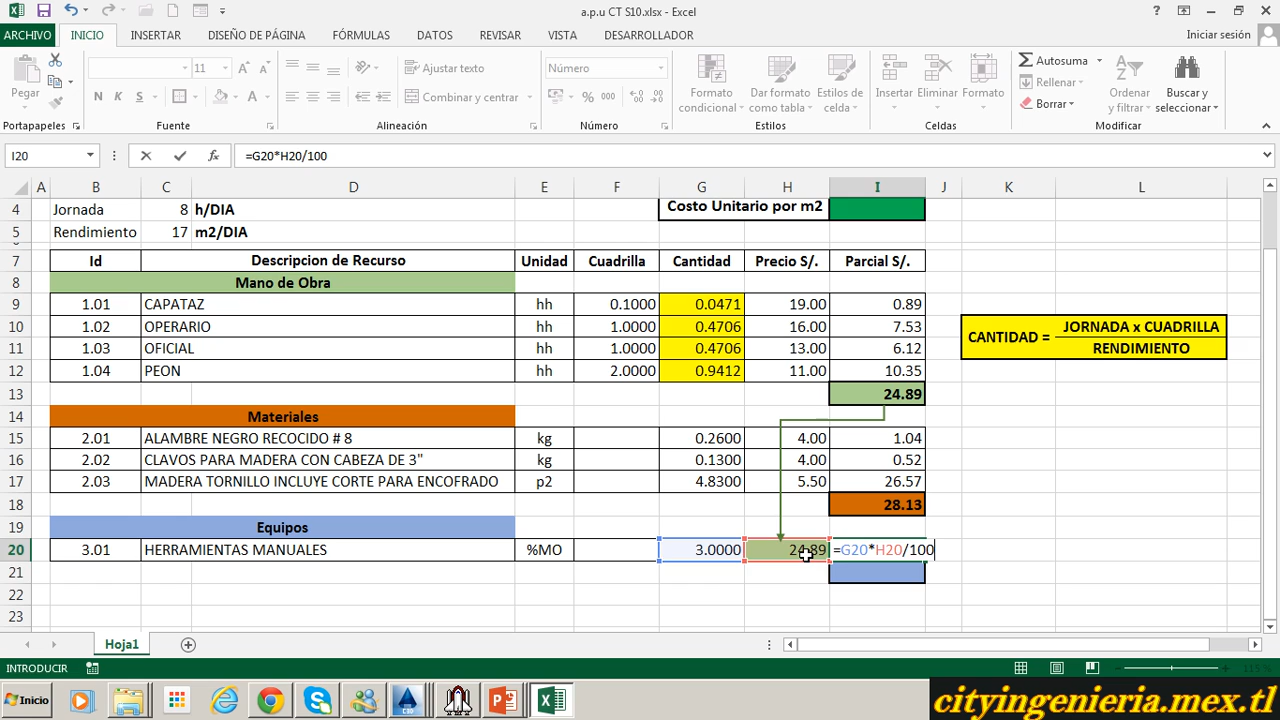 a.p.u CT S10.xlsx - Excel
ARCHIVO INICIO INSERTAR DISEÑO DE PÁGINA FÓRMULAS DATOS REVISAR VISTA DESARROLLADOR Iniciar sesión
Pegar
11
N K S
Ajustar texto
Combinar y centrar
Número
% 000
Formato condicional
Dar formato como tabla
Estilos de celda
Insertar
Eliminar
Formato
Autosuma
Rellenar
Borrar
Ordenar y filtrar
Buscar y seleccionar
Portapapeles Fuente Alineación Número Estilos Celdas Modificar
I20 =G20*H20/100
A B C D E F G H I J K L
4 Jornada 8 h/DIA Costo Unitario por m2
5 Rendimiento 17 m2/DIA
7 Id Descripcion de Recurso Unidad Cuadrilla Cantidad Precio S/. Parcial S/.
8 Mano de Obra
9 1.01 CAPATAZ hh 0.1000 0.0471 19.00 0.89
10 1.02 OPERARIO hh 1.0000 0.4706 16.00 7.53
11 1.03 OFICIAL hh 1.0000 0.4706 13.00 6.12
12 1.04 PEON hh 2.0000 0.9412 11.00 10.35
CANTIDAD = JORNADA x CUADRILLA
RENDIMIENTO
13 24.89
14 Materiales
15 2.01 ALAMBRE NEGRO RECOCIDO # 8 kg 0.2600 4.00 1.04
16 2.02 CLAVOS PARA MADERA CON CABEZA DE 3" kg 0.1300 4.00 0.52
17 2.03 MADERA TORNILLO INCLUYE CORTE PARA ENCOFRADO p2 4.8300 5.50 26.57
18 28.13
19 Equipos
20 3.01 HERRAMIENTAS MANUALES %MO 3.0000 24.89 =G20*H20/100
21
22
23
Hoja1
INTRODUCIR 115 %
Inicio
cityingenieria.mex.tl